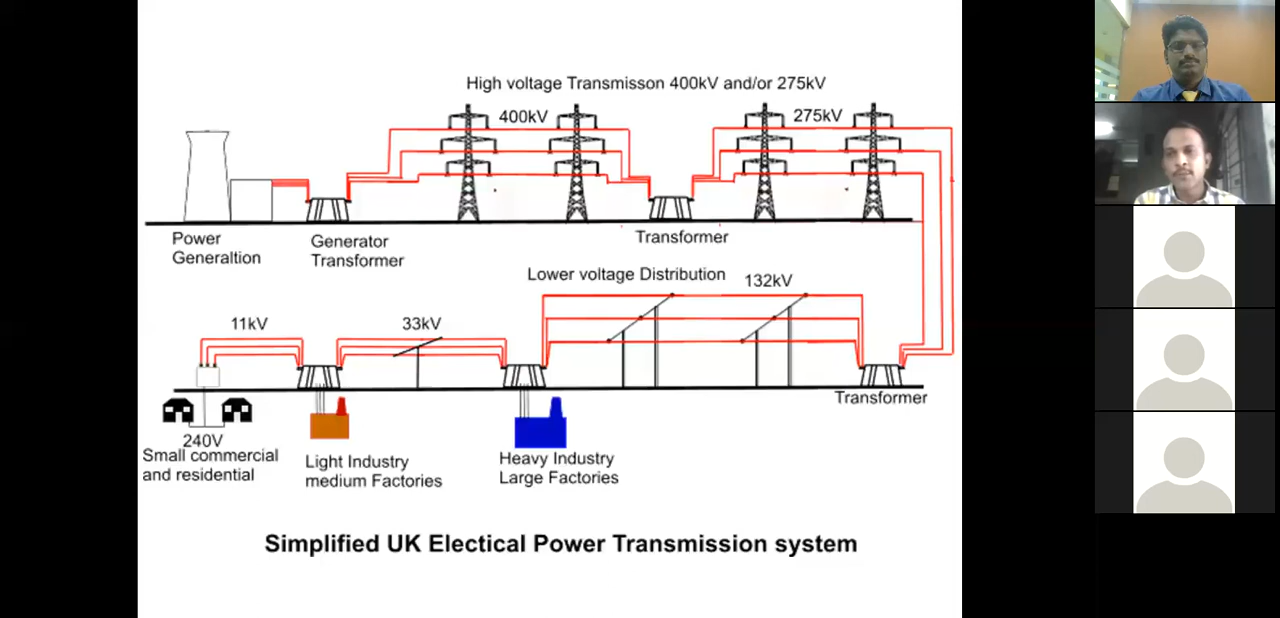 High voltage Transmisson 400kV and/or 275kV
400kV
275kV
Power
Generaltion
Generator
Transformer
Transformer
Lower voltage Distribution
132kV
11kV
33kV
Transformer
240V
Small commercial
and residential
Light Industry
medium Factories
Heavy Industry
Large Factories
Simplified UK Electical Power Transmission system